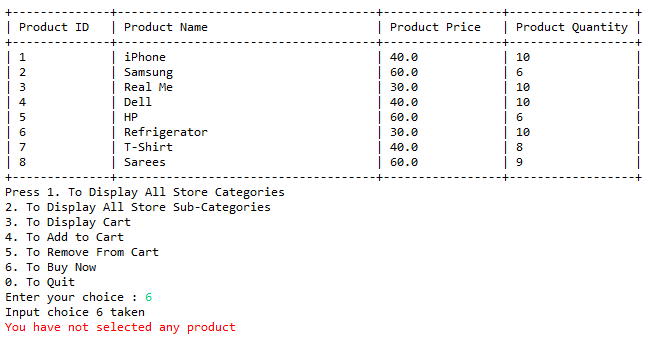 +-------------+------------------------------------+----------------+-----------------+
| Product ID | Product Name | Product Price | Product Quantity |
+-------------+------------------------------------+----------------+-----------------+
| 1 | iPhone | 40.0 | 10 |
| 2 | Samsung | 60.0 | 6 |
| 3 | Real Me | 30.0 | 10 |
| 4 | Dell | 40.0 | 10 |
| 5 | HP | 60.0 | 6 |
| 6 | Refrigerator | 30.0 | 10 |
| 7 | T-Shirt | 40.0 | 8 |
| 8 | Sarees | 60.0 | 9 |
+-------------+------------------------------------+----------------+-----------------+
Press 1. To Display All Store Categories
2. To Display All Store Sub-Categories
3. To Display Cart
4. To Add to Cart
5. To Remove From Cart
6. To Buy Now
0. To Quit
Enter your choice : 6
Input choice 6 taken
You have not selected any product